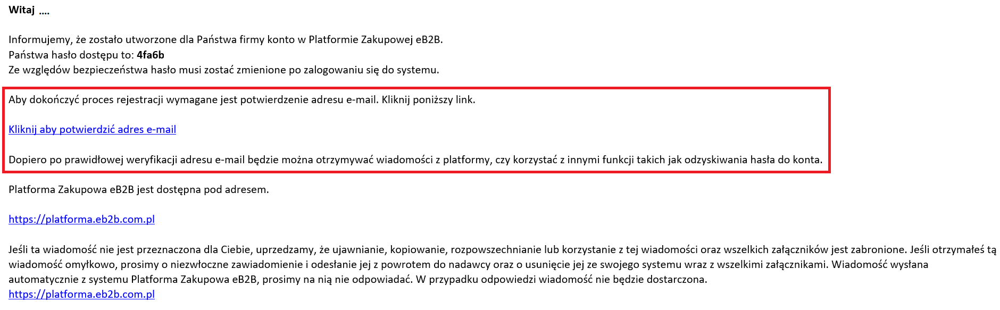 Witaj ....
Informujemy, że zostało utworzone dla Państwa firmy konto w Platformie Zakupowej eB2B.
Państwa hasło dostępu to: 4fa6b
Ze względów bezpieczeństwa hasło musi zostać zmienione po zalogowaniu się do systemu.
Aby dokończyć proces rejestracji wymagane jest potwierdzenie adresu e-mail. Kliknij poniższy link.
Kliknij aby potwierdzić adres e-mail
Dopiero po prawidłowej weryfikacji adresu e-mail będzie można otrzymywać wiadomości z platformy, czy korzystać z innymi funkcji takich jak odzyskiwania hasła do konta.
Platforma Zakupowa eB2B jest dostępna pod adresem.
https://platforma.eb2b.com.pl
Jeśli ta wiadomość nie jest przeznaczona dla Ciebie, uprzedzamy, że ujawnianie, kopiowanie, rozpowszechnianie lub korzystanie z tej wiadomości oraz wszelkich załączników jest zabronione. Jeśli otrzymałeś tą
wiadomość omyłkowo, prosimy o niezwłoczne zawiadomienie i odesłanie jej z powrotem do nadawcy oraz o usunięcie jej ze swojego systemu wraz z wszelkimi załącznikami. Wiadomość wysłana
automatycznie z systemu Platforma Zakupowa eB2B, prosimy na nią nie odpowiadać. W przypadku odpowiedzi wiadomość nie będzie dostarczona.
https://platforma.eb2b.com.pl